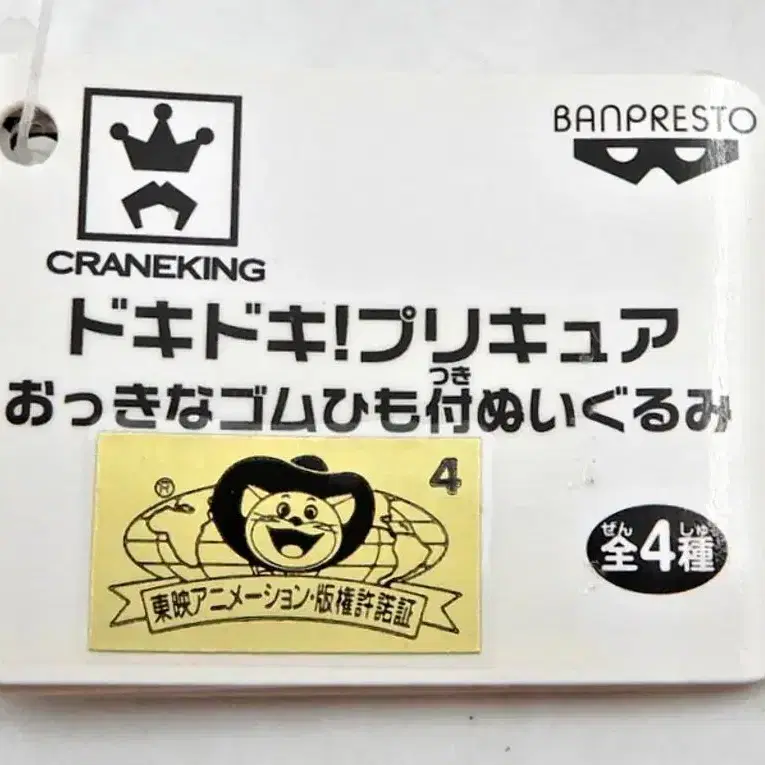 BANPRESTO
CRANEKING
ドキドキ!プリキュア
つき
おっきなゴムひも付ぬいぐるみ
4
®
東映アニメーション・版権許諾証
ぜん しゅ
全4種